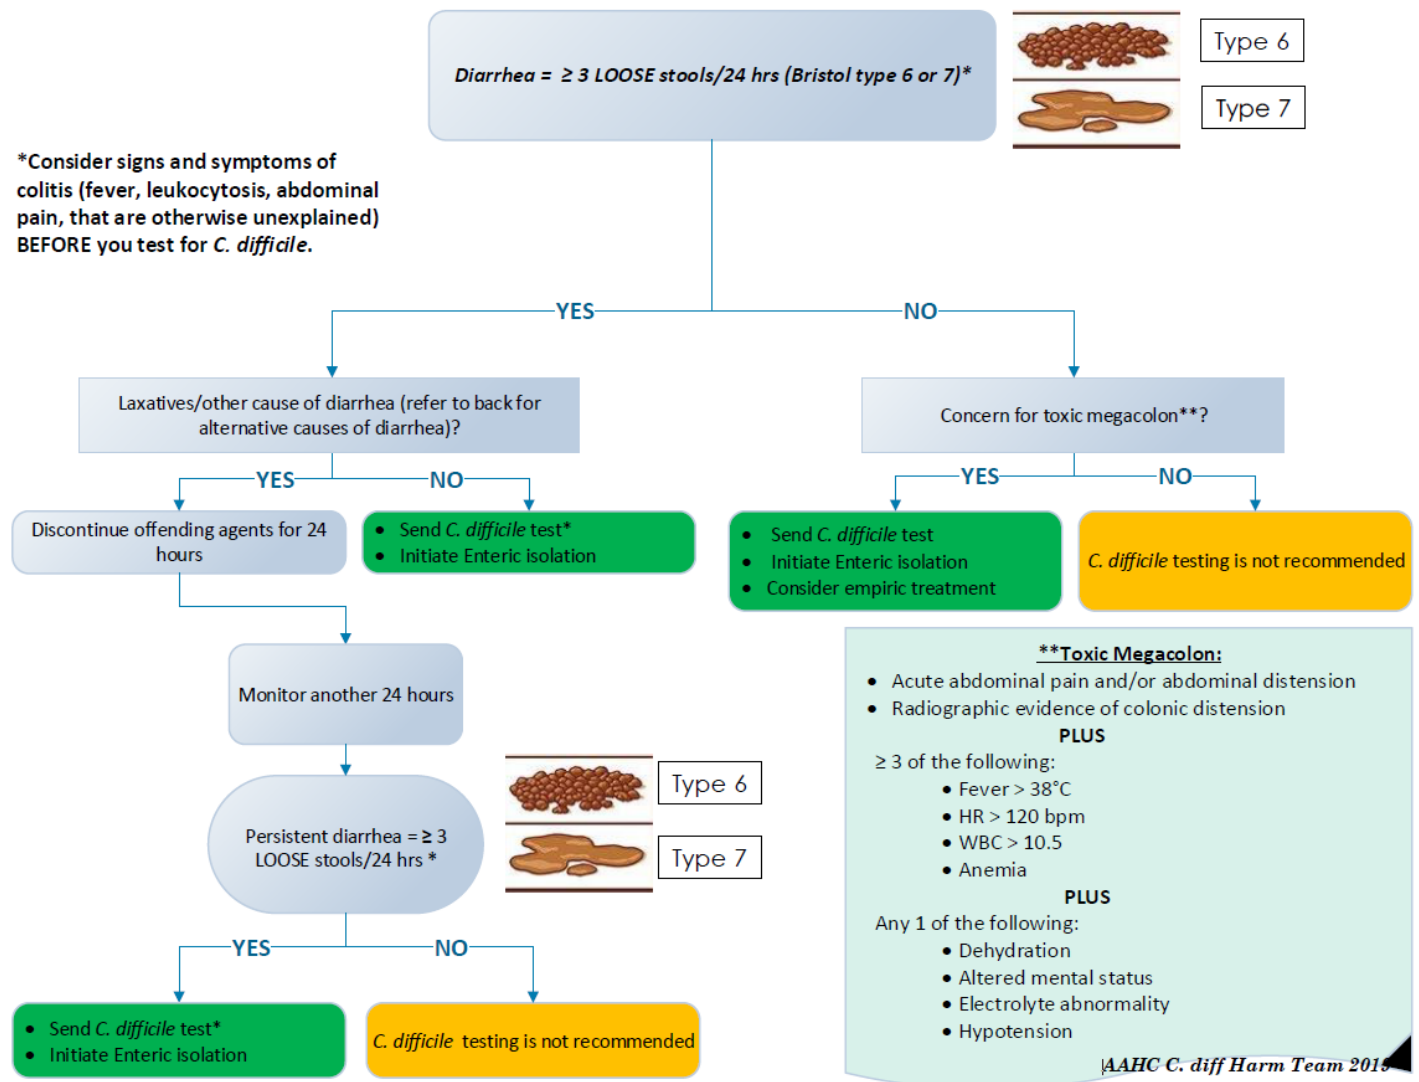 Diarrhea = ≥ 3 LOOSE stools/24 hrs (Bristol type 6 or 7)*
Type 6
Type 7
*Consider signs and symptoms of
colitis (fever, leukocytosis, abdominal
pain, that are otherwise unexplained)
BEFORE you test for C. difficile.
YES
NO
Laxatives/other cause of diarrhea (refer to back for
alternative causes of diarrhea)?
Concern for toxic megacolon**?
YES
NO
YES
NO
Discontinue offending agents for 24
hours
• Send C. difficile test*
• Initiate Enteric isolation
• Send C. difficile test
• Initiate Enteric isolation
• Consider empiric treatment
C. difficile testing is not recommended
Monitor another 24 hours
Persistent diarrhea = ≥ 3
LOOSE stools/24 hrs *
Type 6
Type 7
YES
NO
• Send C. difficile test*
• Initiate Enteric isolation
C. difficile testing is not recommended
**Toxic Megacolon:
• Acute abdominal pain and/or abdominal distension
• Radiographic evidence of colonic distension
PLUS
≥ 3 of the following:
• Fever > 38°C
• HR > 120 bpm
• WBC > 10.5
• Anemia
PLUS
Any 1 of the following:
• Dehydration
• Altered mental status
• Electrolyte abnormality
• Hypotension
AAHC C. diff Harm Team